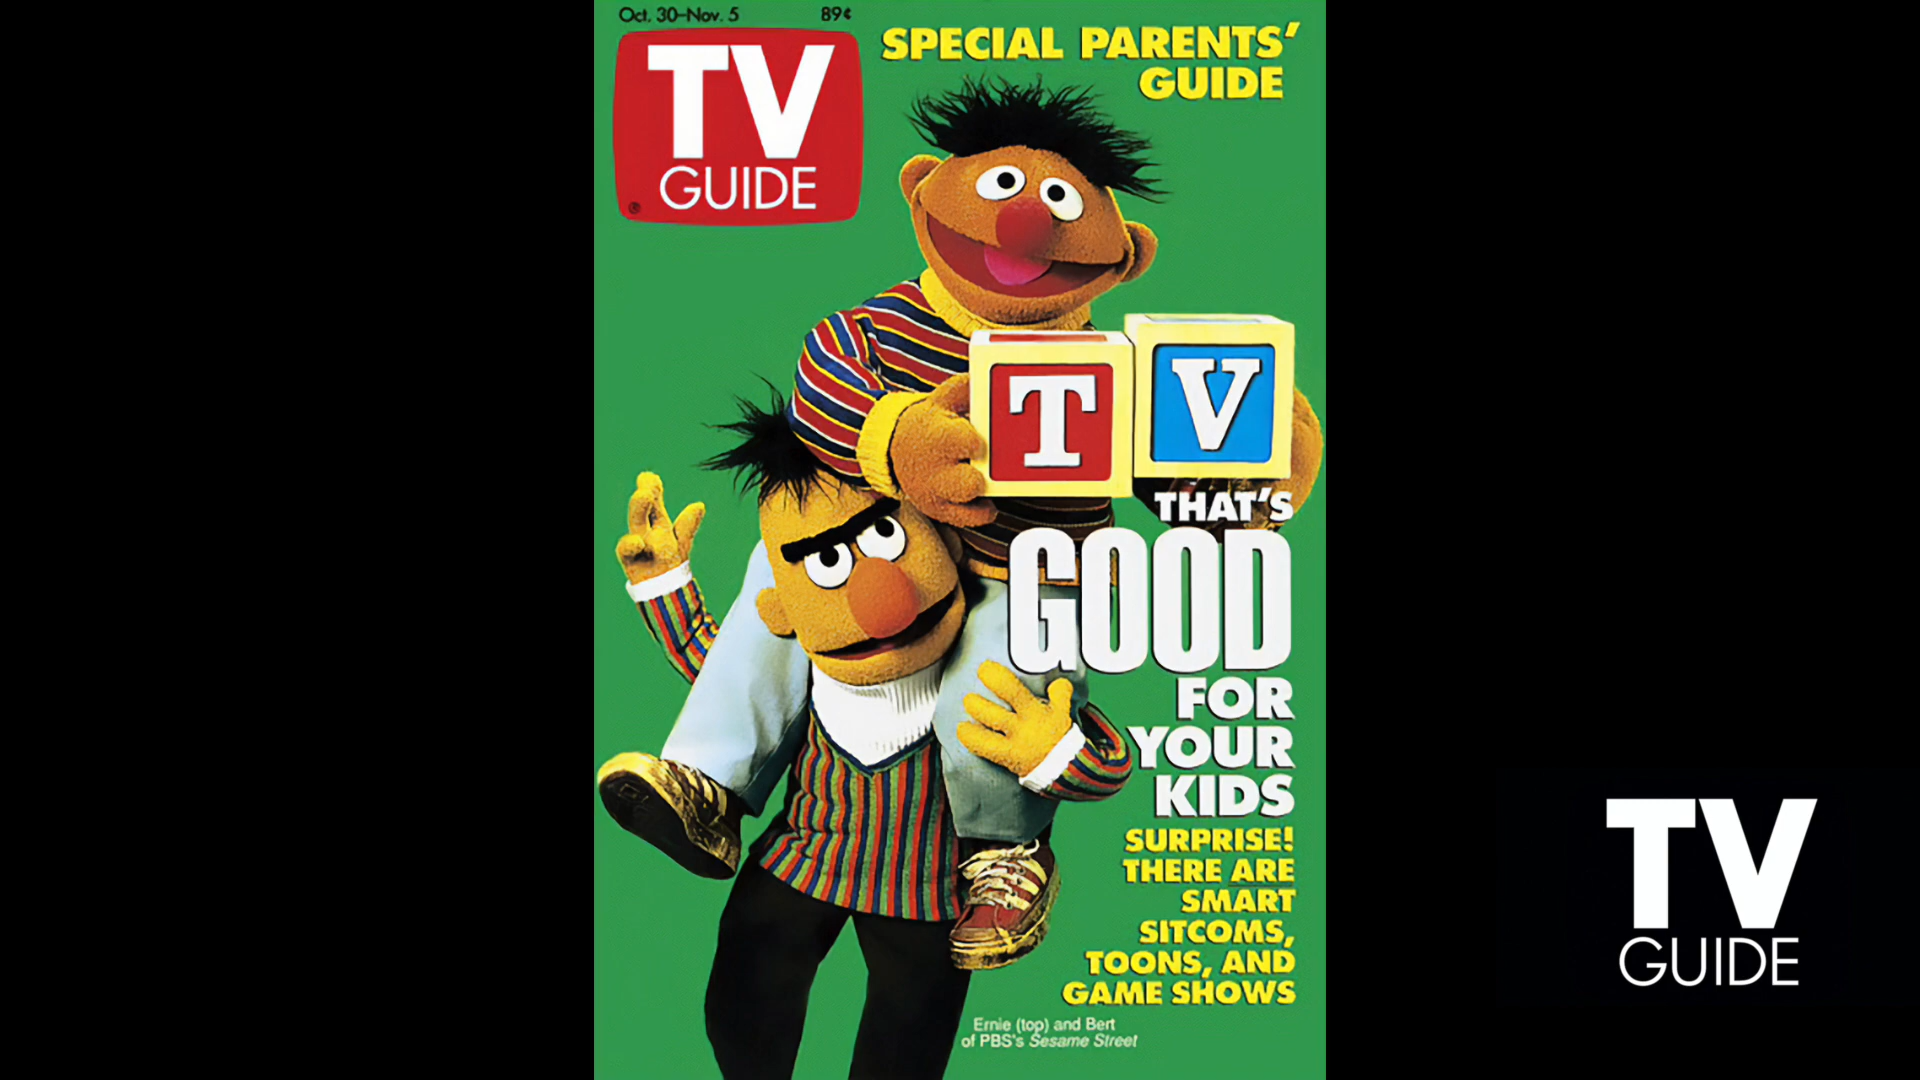 Oct. 30–Nov. 5 89¢
TV
GUIDE
®
SPECIAL PARENTS'
GUIDE
T V
THAT'S
GOOD
FOR
YOUR
KIDS
SURPRISE!
THERE ARE
SMART
SITCOMS,
TOONS, AND
GAME SHOWS
Ernie (top) and Bert
of PBS's Sesame Street
TV
GUIDE